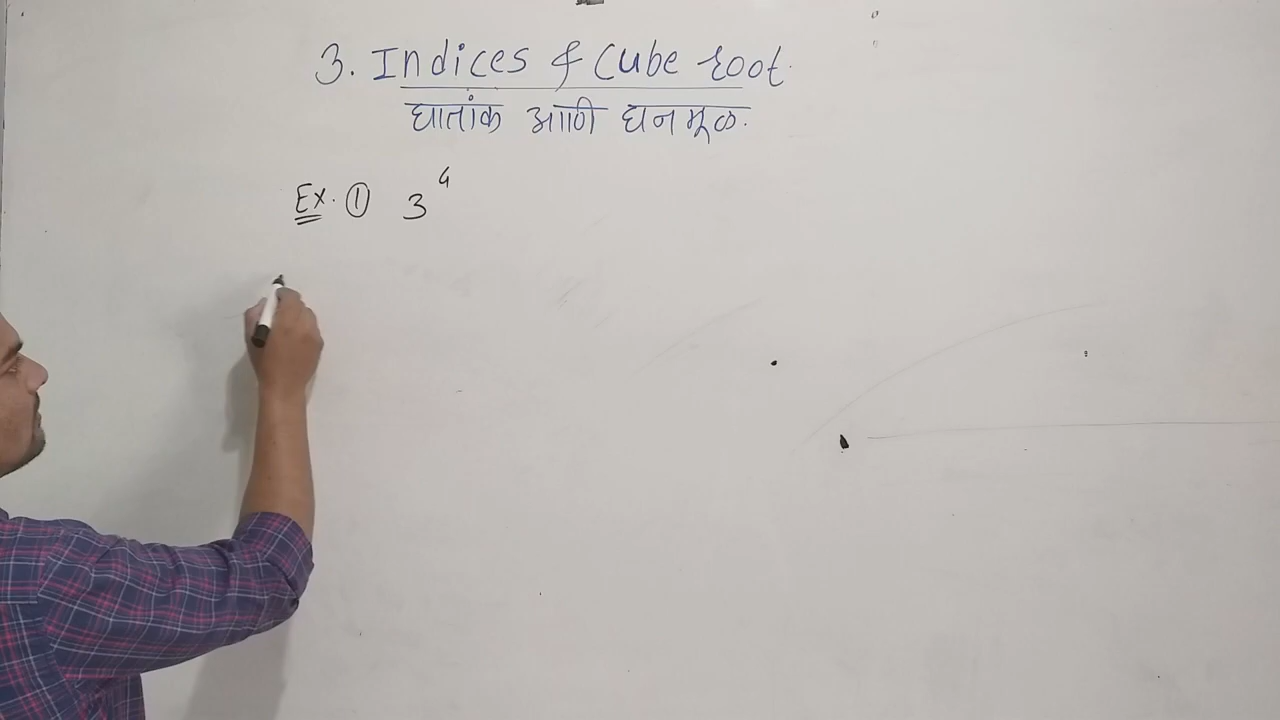 3. Indices & Cube root.
घातांक आणि घनमूळ.
Ex. ① 3⁴